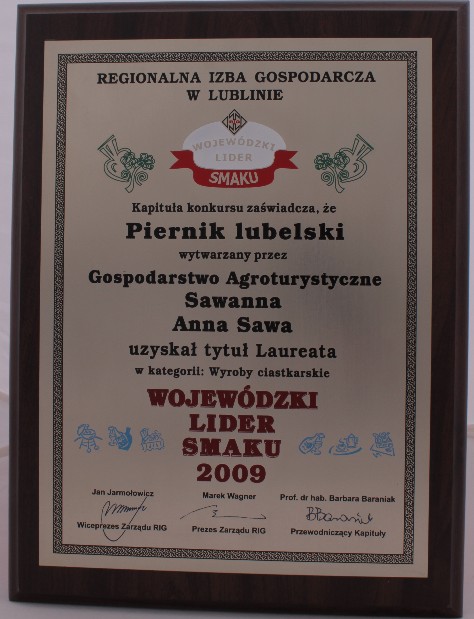 REGIONALNA IZBA GOSPODARCZA
W LUBLINIE
WOJEWÓDZKI
LIDER
SMAKU
Kapituła konkursu zaświadcza, że
Piernik lubelski
wytwarzany przez
Gospodarstwo Agroturystyczne
Sawanna
Anna Sawa
uzyskał tytuł Laureata
w kategorii: Wyroby ciastkarskie
WOJEWÓDZKI
LIDER
SMAKU
2009
Jan Jarmołowicz Marek Wagner Prof. dr hab. Barbara Baraniak
Wiceprezes Zarządu RIG Prezes Zarządu RIG Przewodniczący Kapituły